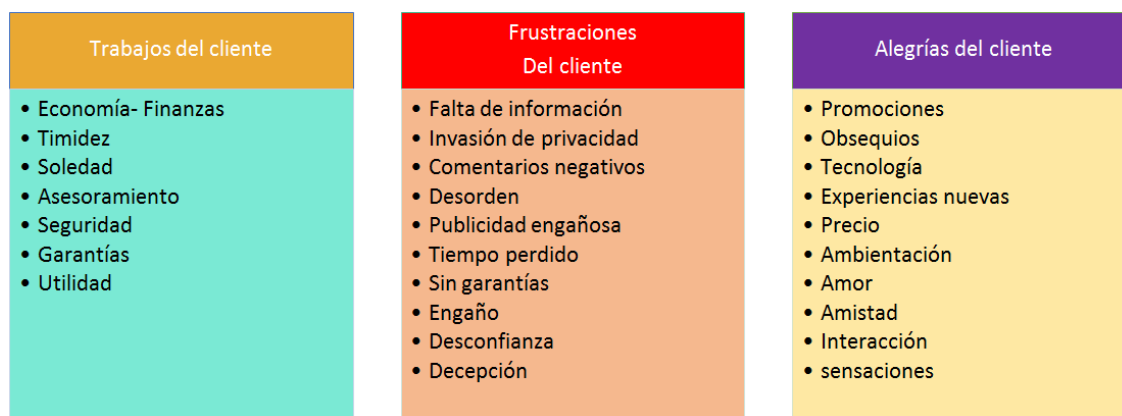 Trabajos del cliente
• Economía- Finanzas
• Timidez
• Soledad
• Asesoramiento
• Seguridad
• Garantías
• Utilidad
Frustraciones
Del cliente
• Falta de información
• Invasión de privacidad
• Comentarios negativos
• Desorden
• Publicidad engañosa
• Tiempo perdido
• Sin garantías
• Engaño
• Desconfianza
• Decepción
Alegrías del cliente
• Promociones
• Obsequios
• Tecnología
• Experiencias nuevas
• Precio
• Ambientación
• Amor
• Amistad
• Interacción
• sensaciones